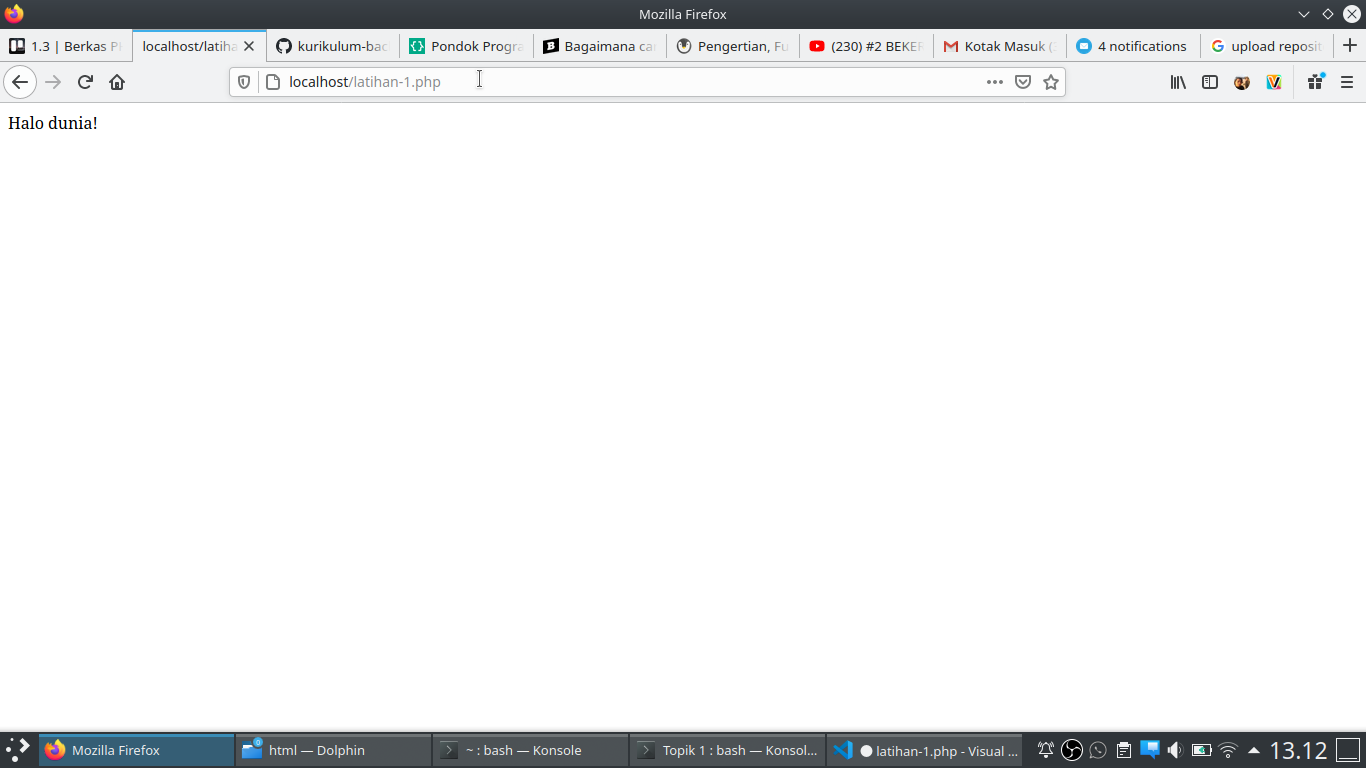 Mozilla Firefox
1.3 | Berkas P
localhost/latiha
kurikulum-bac
Pondok Progra
Bagaimana ca
Pengertian, Fu
(230) #2 BEKER
Kotak Masuk (
4 notifications
upload reposit
localhost/latihan-1.php
Halo dunia!
Mozilla Firefox
html — Dolphin
~ : bash — Konsole
Topik 1 : bash — Konsol...
latihan-1.php - Visual ...
13.12